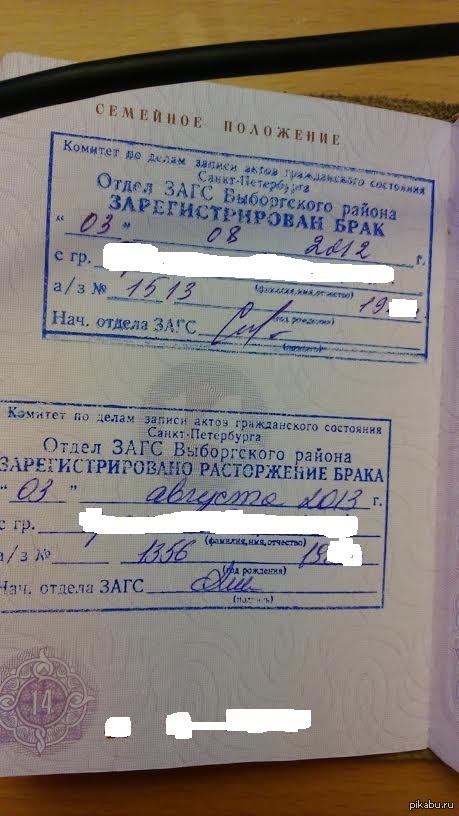 СЕМЕЙНОЕ ПОЛОЖЕНИЕ
Комитет по делам записи актов гражданского состояния
Санкт-Петербурга
Отдел ЗАГС Выборгского района
ЗАРЕГИСТРИРОВАН БРАК
"03" 08 2012 г.
с гр.
(фамилия, имя, отчество)
а/з № 1513 19
(год рождения)
Нач. отдела ЗАГС
(подпись)
Комитет по делам записи актов гражданского состояния
Санкт-Петербурга
Отдел ЗАГС Выборгского района
ЗАРЕГИСТРИРОВАНО РАСТОРЖЕНИЕ БРАКА
"03" августа 2013 г.
с гр.
(фамилия, имя, отчество)
а/з № 1356 19
(год рождения)
Нач. отдела ЗАГС
(подпись)
14
pikabu.ru